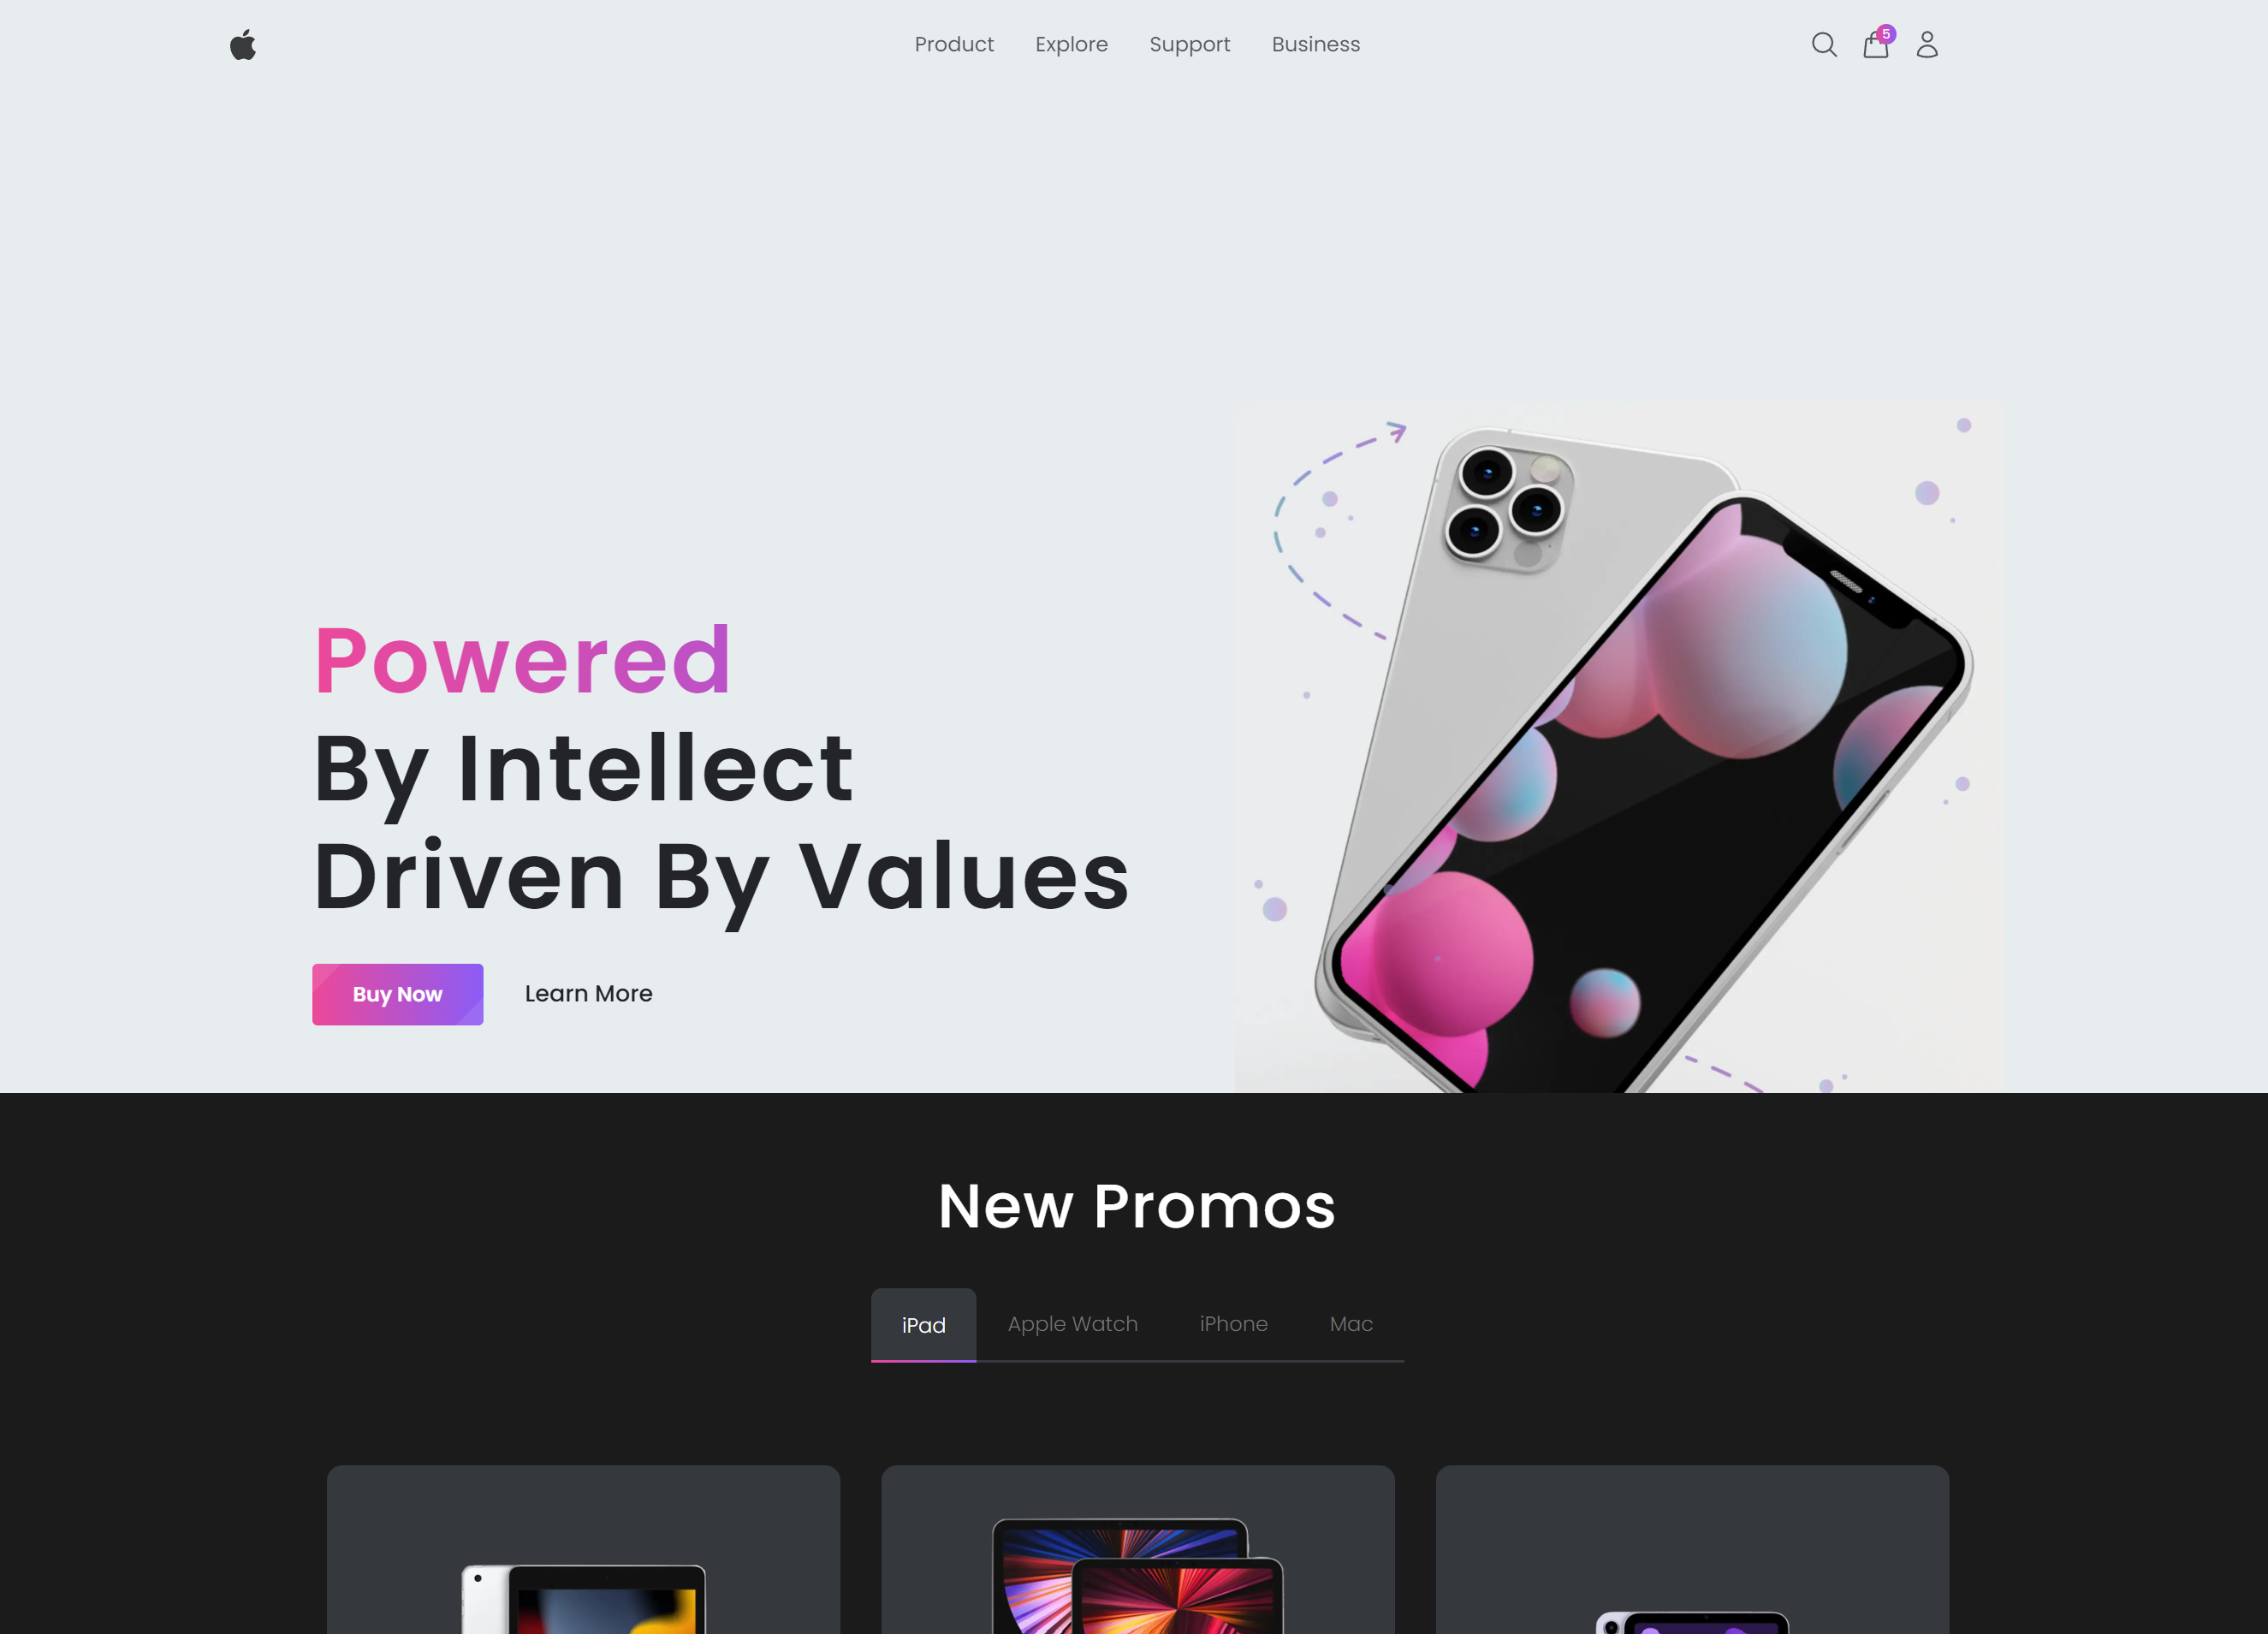 Product Explore Support Business
5
Powered
By Intellect
Driven By Values
Buy Now Learn More
New Promos
iPad Apple Watch iPhone Mac